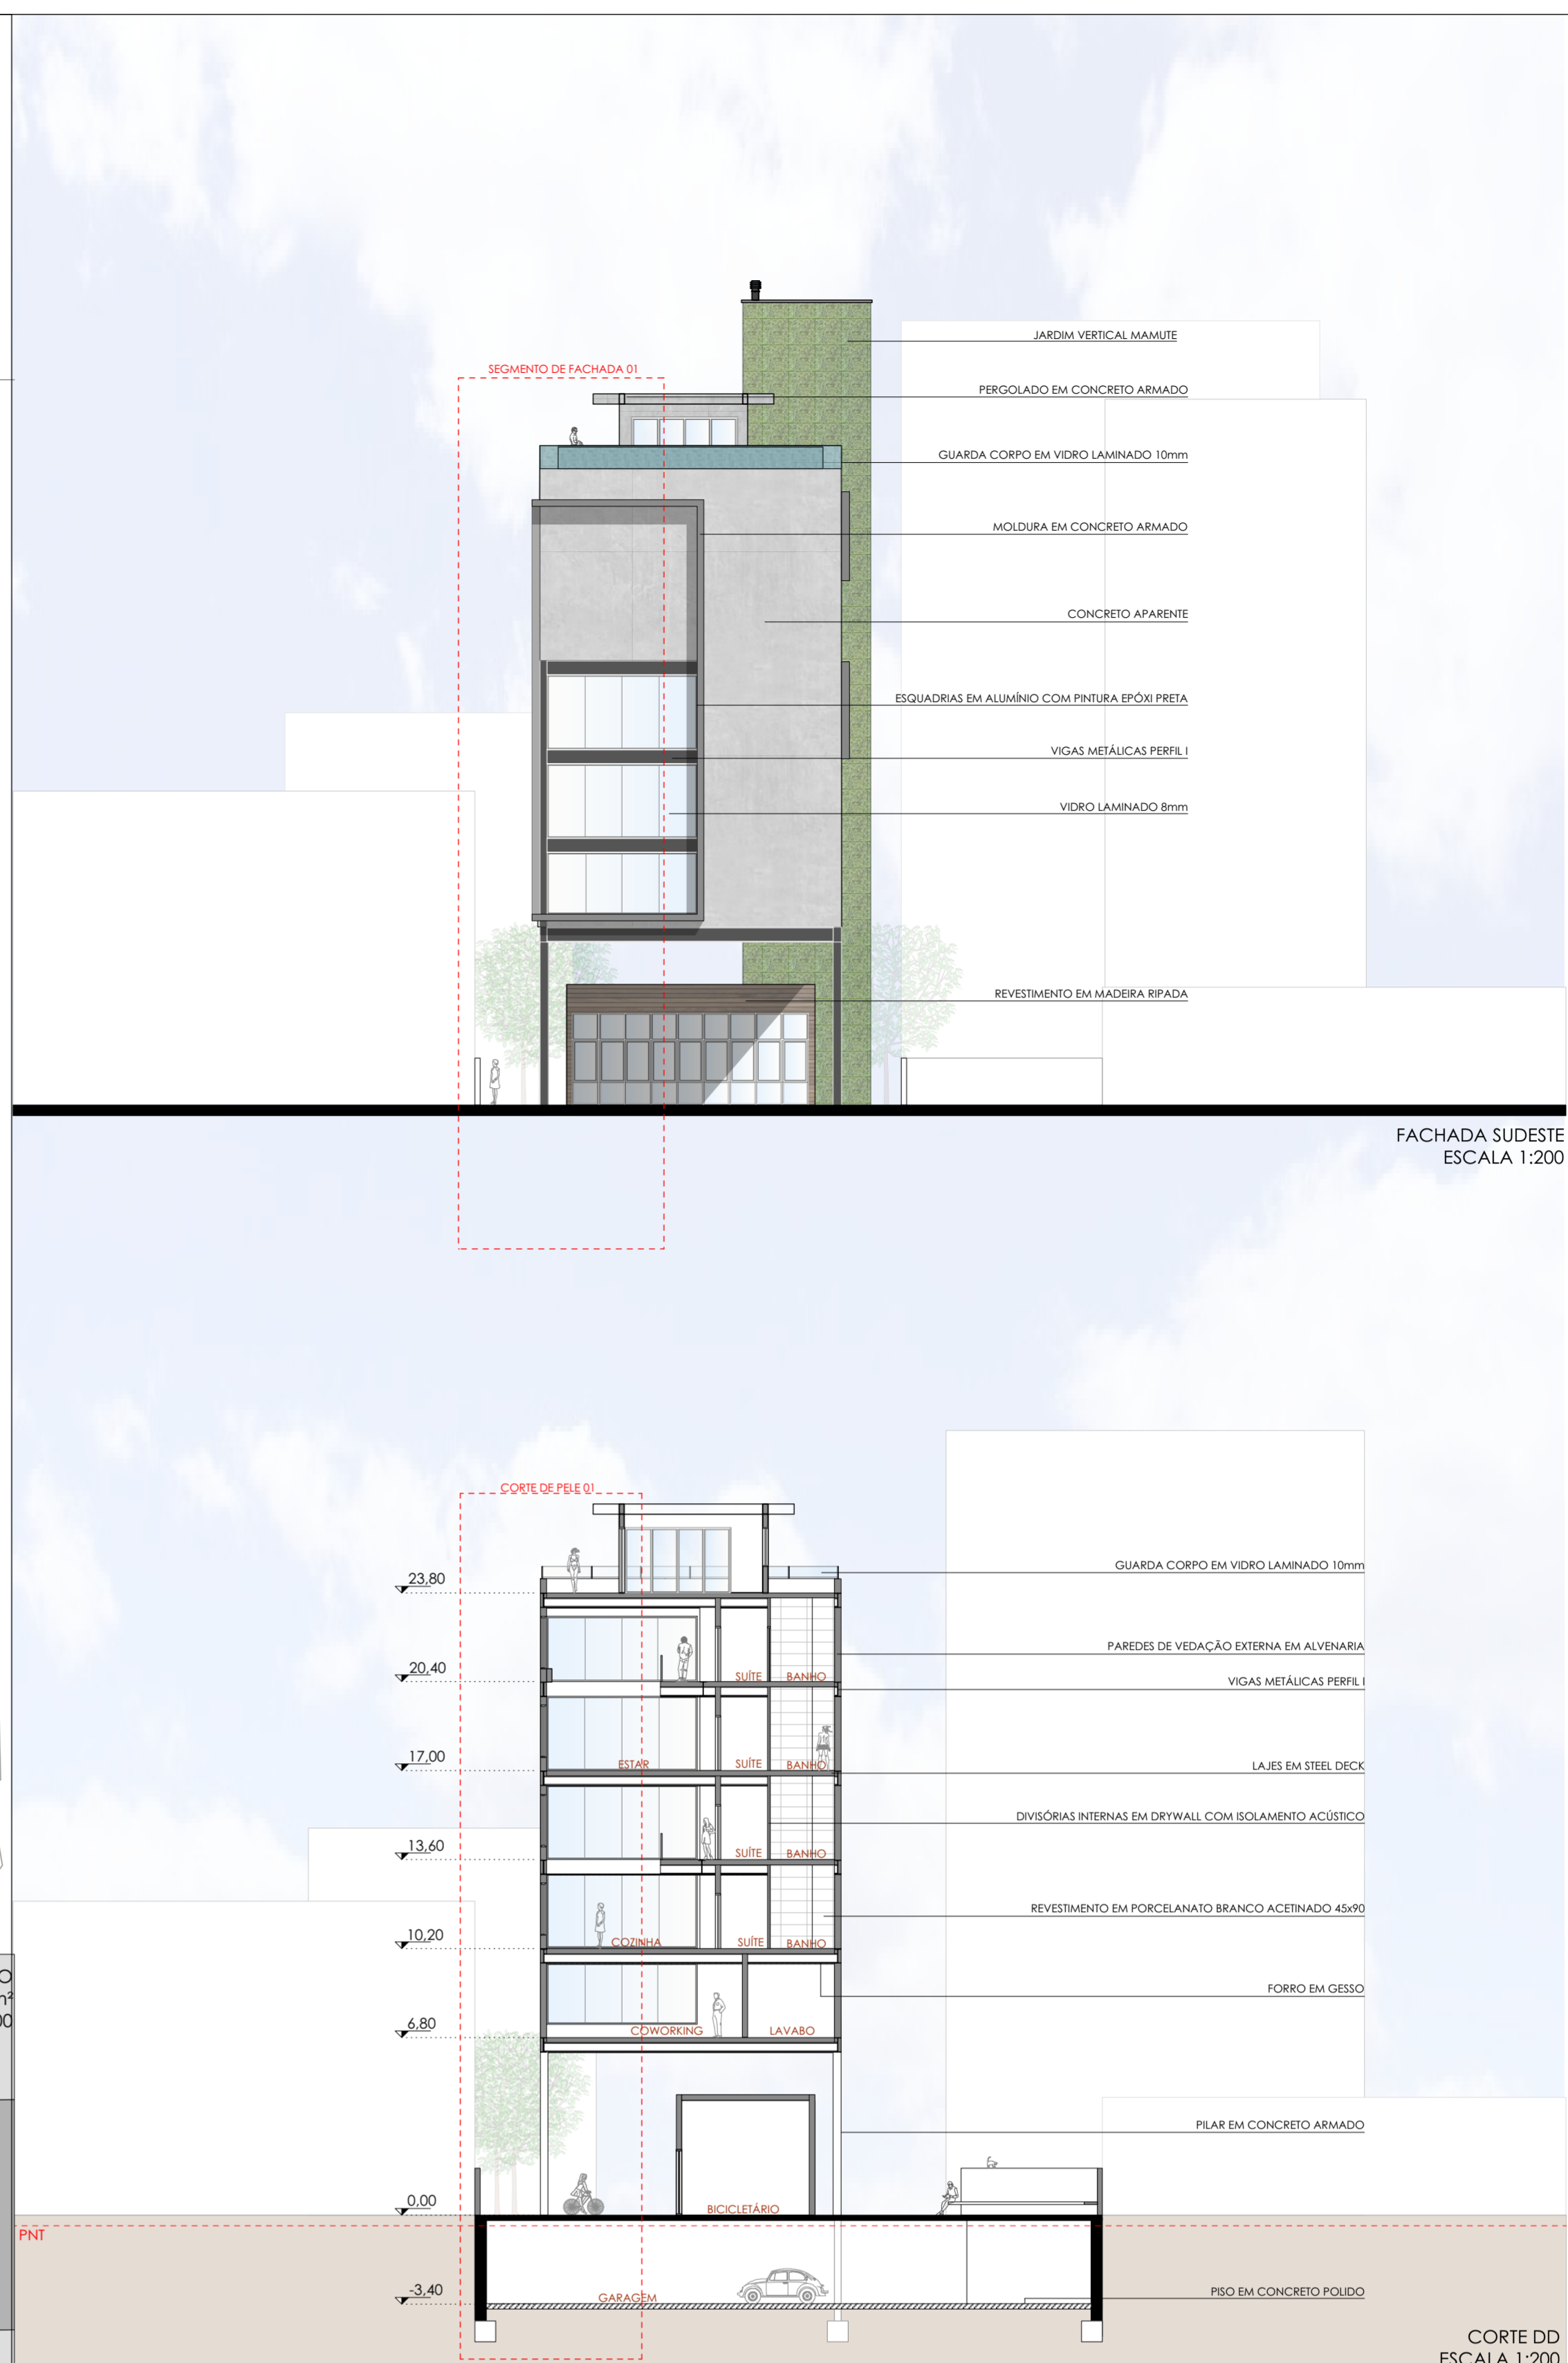 SEGMENTO DE FACHADA 01
JARDIM VERTICAL MAMUTE
PERGOLADO EM CONCRETO ARMADO
GUARDA CORPO EM VIDRO LAMINADO 10mm
MOLDURA EM CONCRETO ARMADO
CONCRETO APARENTE
ESQUADRIAS EM ALUMÍNIO COM PINTURA EPÓXI PRETA
VIGAS METÁLICAS PERFIL I
VIDRO LAMINADO 8mm
REVESTIMENTO EM MADEIRA RIPADA
FACHADA SUDESTE
ESCALA 1:200
CORTE DE PELE 01
GUARDA CORPO EM VIDRO LAMINADO 10mm
23,80
PAREDES DE VEDAÇÃO EXTERNA EM ALVENARIA
20,40
SUÍTE BANHO
VIGAS METÁLICAS PERFIL I
17,00
ESTAR SUÍTE BANHO
LAJES EM STEEL DECK
DIVISÓRIAS INTERNAS EM DRYWALL COM ISOLAMENTO ACÚSTICO
13,60
SUÍTE BANHO
REVESTIMENTO EM PORCELANATO BRANCO ACETINADO 45x90
10,20
COZINHA SUÍTE BANHO
FORRO EM GESSO
6,80
COWORKING LAVABO
PILAR EM CONCRETO ARMADO
0,00
BICICLETÁRIO
PNT
-3,40
GARAGEM
PISO EM CONCRETO POLIDO
CORTE DD
ESCALA 1:200